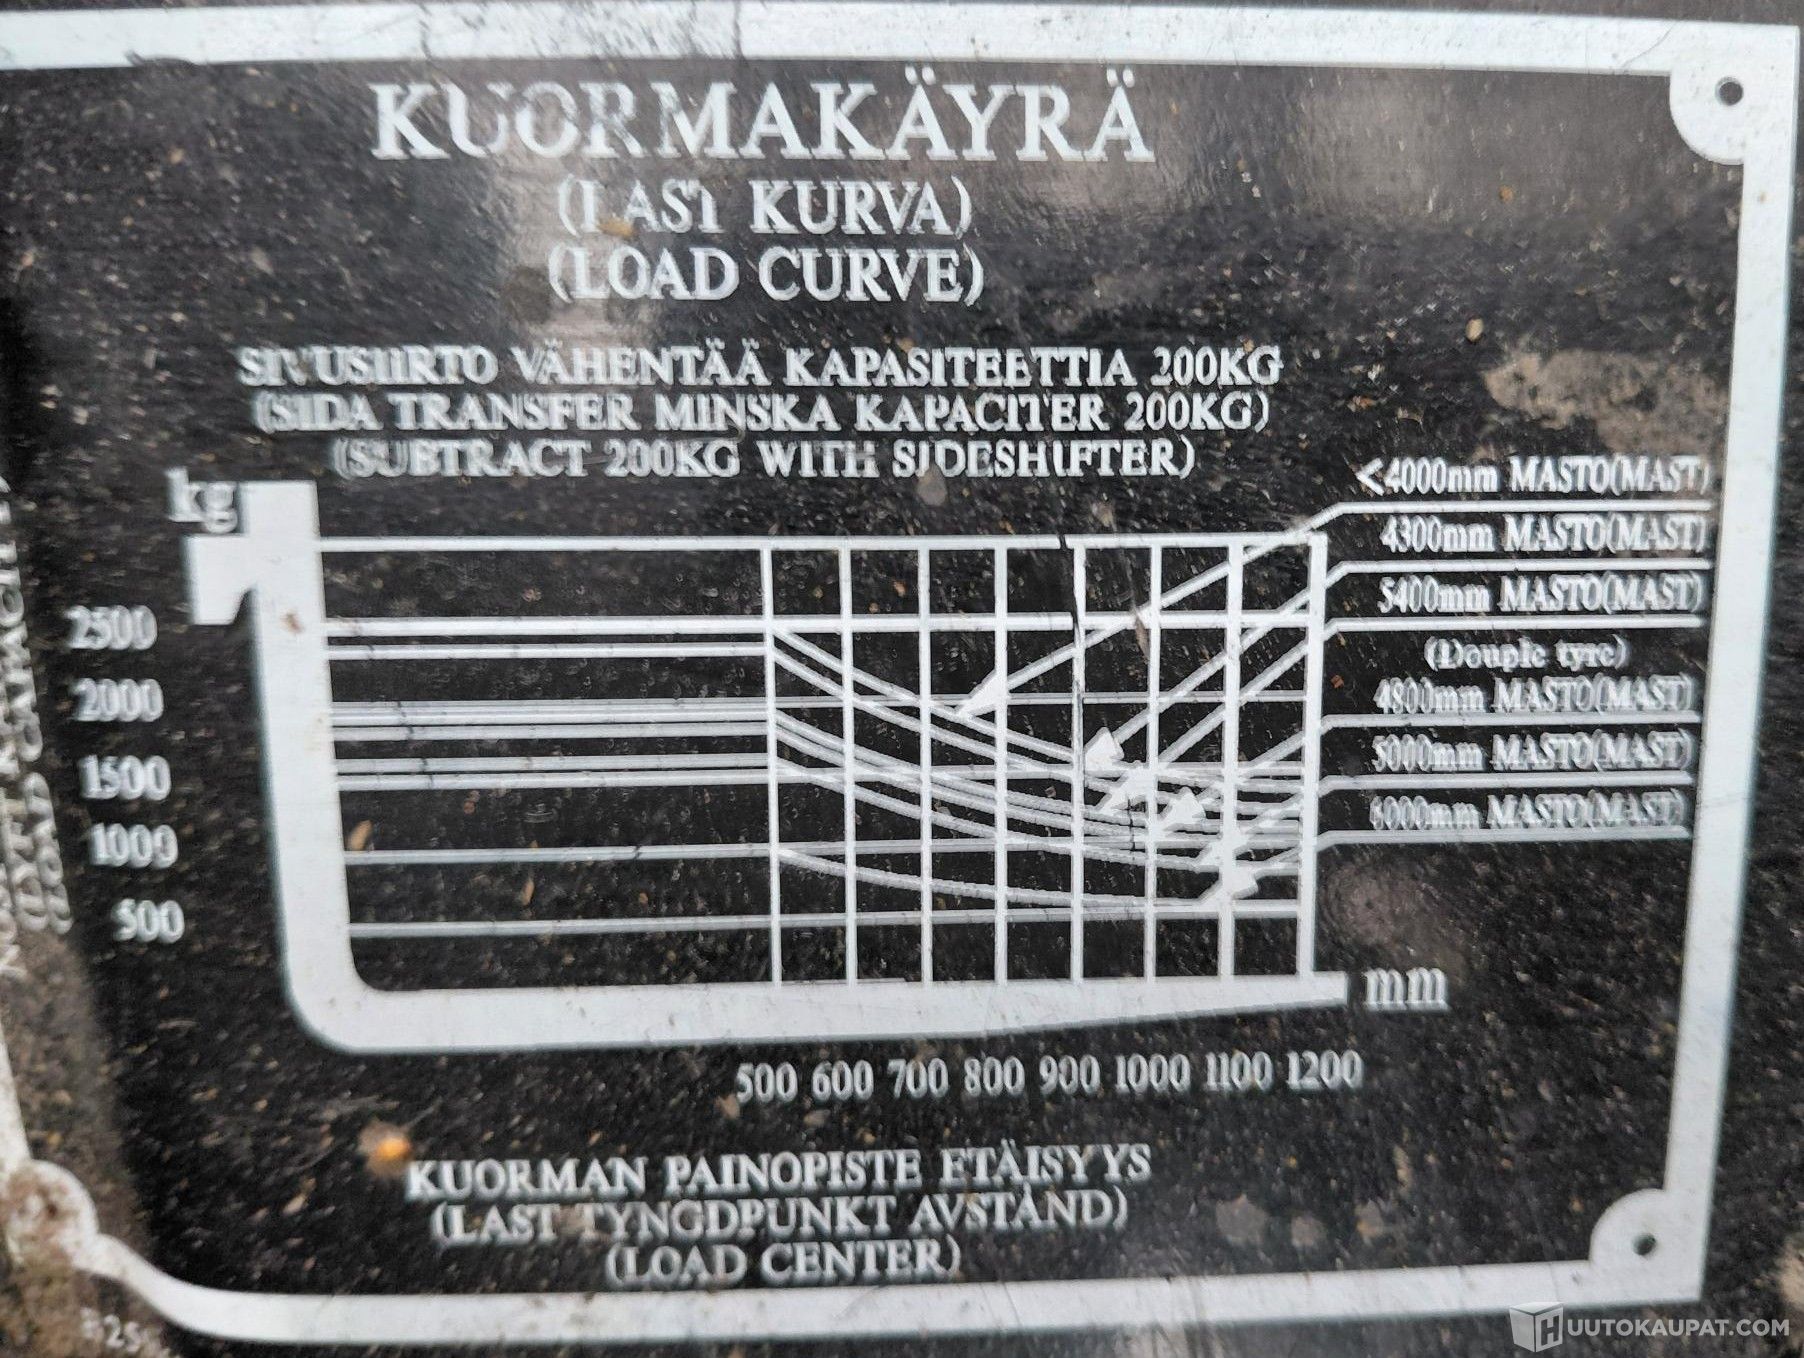 KUORMAKÄYRÄ
(LAST KURVA)
(LOAD CURVE)
SIVUSIIRTO VÄHENTÄÄ KAPASITEETTIA 200KG
(SIDA TRANSFER MINSKA KAPACITER 200KG)
(SUBTRACT 200KG WITH SIDESHIFTER)
kg
<4000mm MASTO(MAST)
4300mm MASTO(MAST)
5400mm MASTO(MAST)
(Douple tyre)
4800mm MASTO(MAST)
5000mm MASTO(MAST)
6000mm MASTO(MAST)
2500
2000
1500
1000
500
mm
500 600 700 800 900 1000 1100 1200
KUORMAN PAINOPISTE ETÄISYYS
(LAST TYNGDPUNKT AVSTÅND)
(LOAD CENTER)
HUUTOKAUPAT.COM